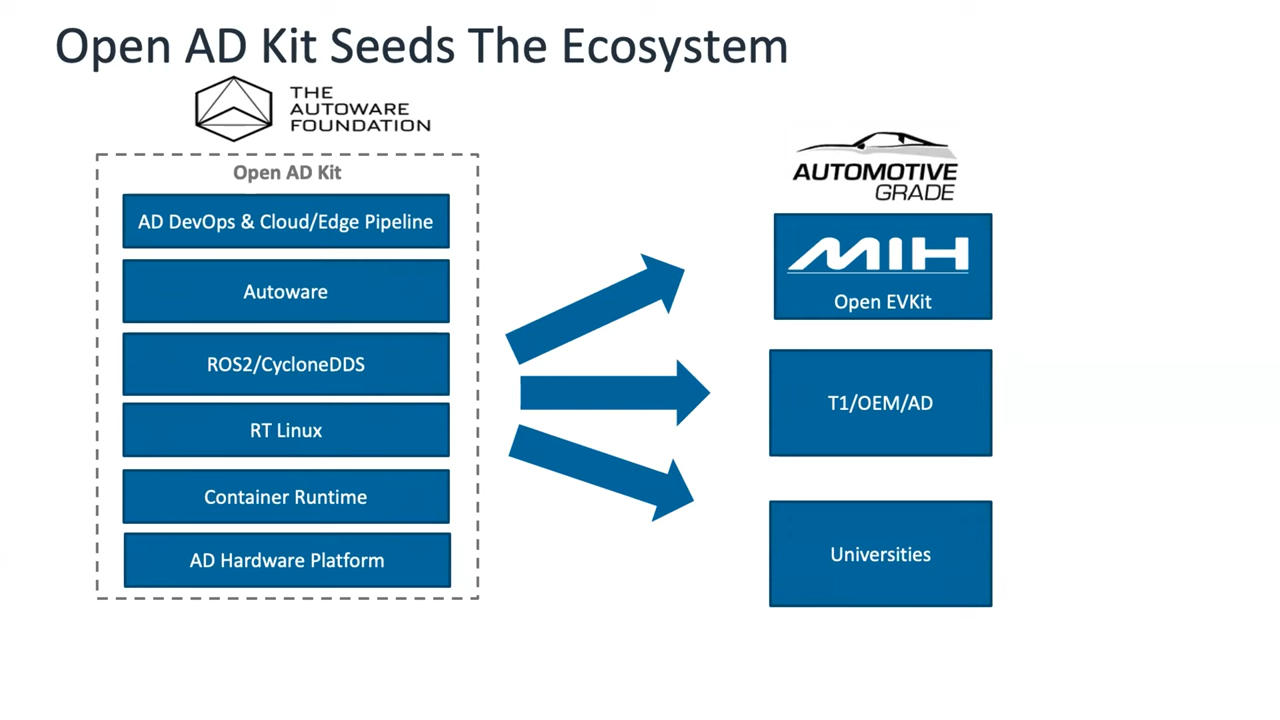 Open AD Kit Seeds The Ecosystem
THE
AUTOWARE
FOUNDATION
Open AD Kit
AD DevOps & Cloud/Edge Pipeline
Autoware
ROS2/CycloneDDS
RT Linux
Container Runtime
AD Hardware Platform
AUTOMOTIVE
GRADE
MIH
Open EVKit
T1/OEM/AD
Universities